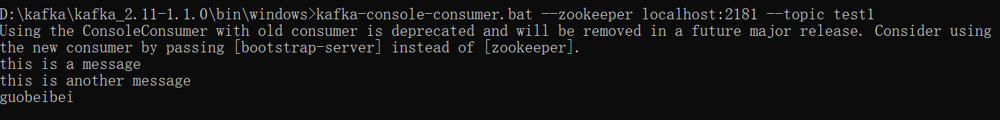 D:\kafka\kafka_2.11-1.1.0\bin\windows>kafka-console-consumer.bat --zookeeper localhost:2181 --topic test1
Using the ConsoleConsumer with old consumer is deprecated and will be removed in a future major release. Consider using
the new consumer by passing [bootstrap-server] instead of [zookeeper].
this is a message
this is another message
guobeibei